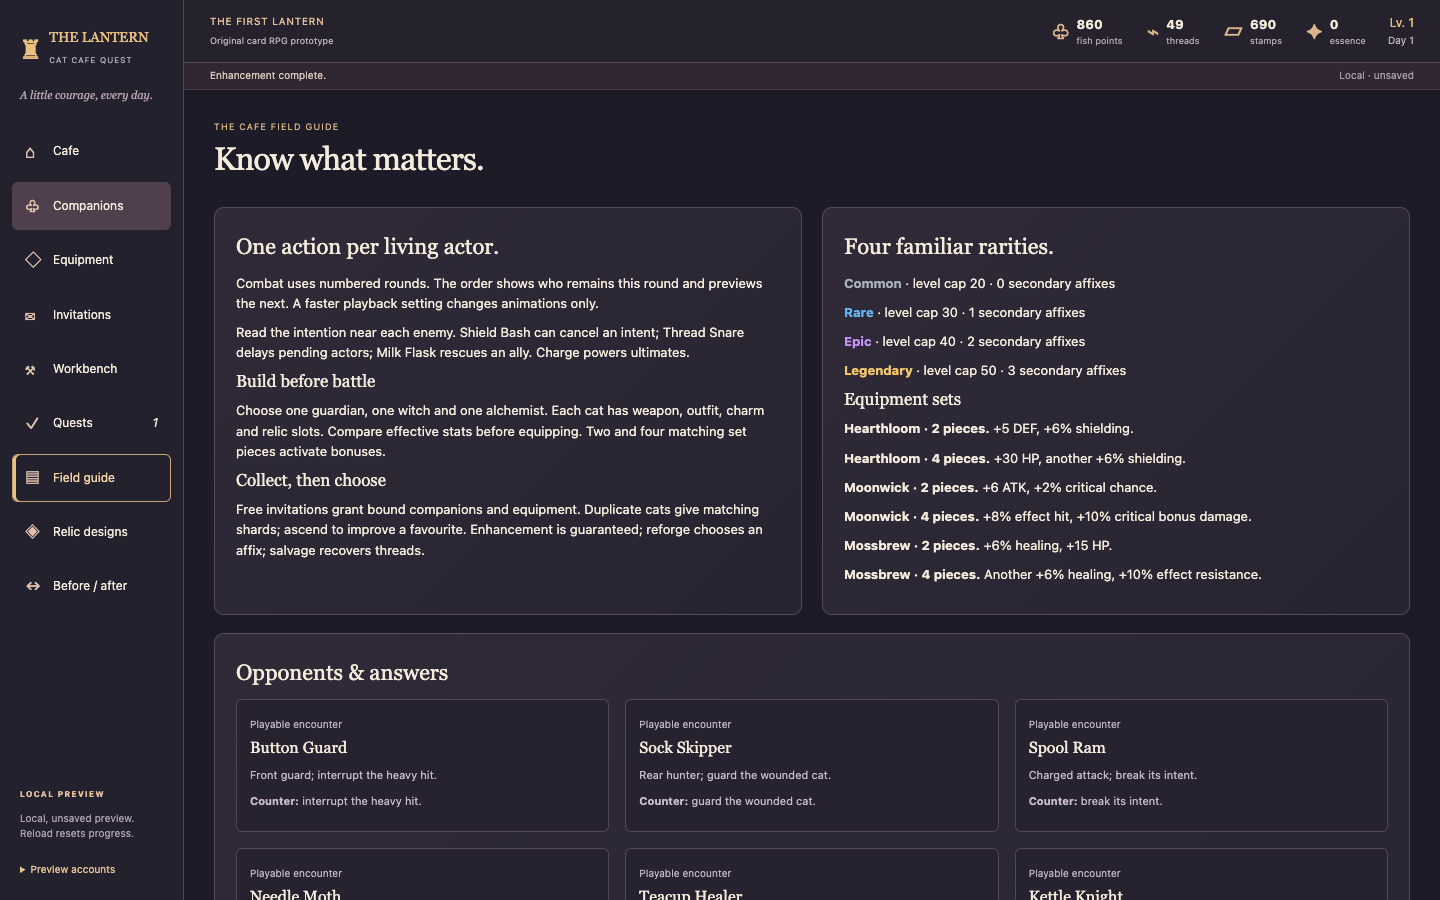 THE LANTERN
CAT CAFE QUEST
A little courage, every day.
Cafe
Companions
Equipment
Invitations
Workbench
Quests 1
Field guide
Relic designs
Before / after
LOCAL PREVIEW
Local, unsaved preview.
Reload resets progress.
Preview accounts
THE FIRST LANTERN
Original card RPG prototype
860
fish points
49
threads
690
stamps
0
essence
Lv. 1
Day 1
Enhancement complete.
Local · unsaved
THE CAFE FIELD GUIDE
Know what matters.
One action per living actor.
Combat uses numbered rounds. The order shows who remains this round and previews
the next. A faster playback setting changes animations only.
Read the intention near each enemy. Shield Bash can cancel an intent; Thread Snare
delays pending actors; Milk Flask rescues an ally. Charge powers ultimates.
Build before battle
Choose one guardian, one witch and one alchemist. Each cat has weapon, outfit, charm
and relic slots. Compare effective stats before equipping. Two and four matching set
pieces activate bonuses.
Collect, then choose
Free invitations grant bound companions and equipment. Duplicate cats give matching
shards; ascend to improve a favourite. Enhancement is guaranteed; reforge chooses an
affix; salvage recovers threads.
Four familiar rarities.
Common · level cap 20 · 0 secondary affixes
Rare · level cap 30 · 1 secondary affixes
Epic · level cap 40 · 2 secondary affixes
Legendary · level cap 50 · 3 secondary affixes
Equipment sets
Hearthloom · 2 pieces. +5 DEF, +6% shielding.
Hearthloom · 4 pieces. +30 HP, another +6% shielding.
Moonwick · 2 pieces. +6 ATK, +2% critical chance.
Moonwick · 4 pieces. +8% effect hit, +10% critical bonus damage.
Mossbrew · 2 pieces. +6% healing, +15 HP.
Mossbrew · 4 pieces. Another +6% healing, +10% effect resistance.
Opponents & answers
Playable encounter
Button Guard
Front guard; interrupt the heavy hit.
Counter: interrupt the heavy hit.
Playable encounter
Sock Skipper
Rear hunter; guard the wounded cat.
Counter: guard the wounded cat.
Playable encounter
Spool Ram
Charged attack; break its intent.
Counter: break its intent.
Playable encounter
Needle Moth
Playable encounter
Teacup Healer
Playable encounter
Kettle Knight